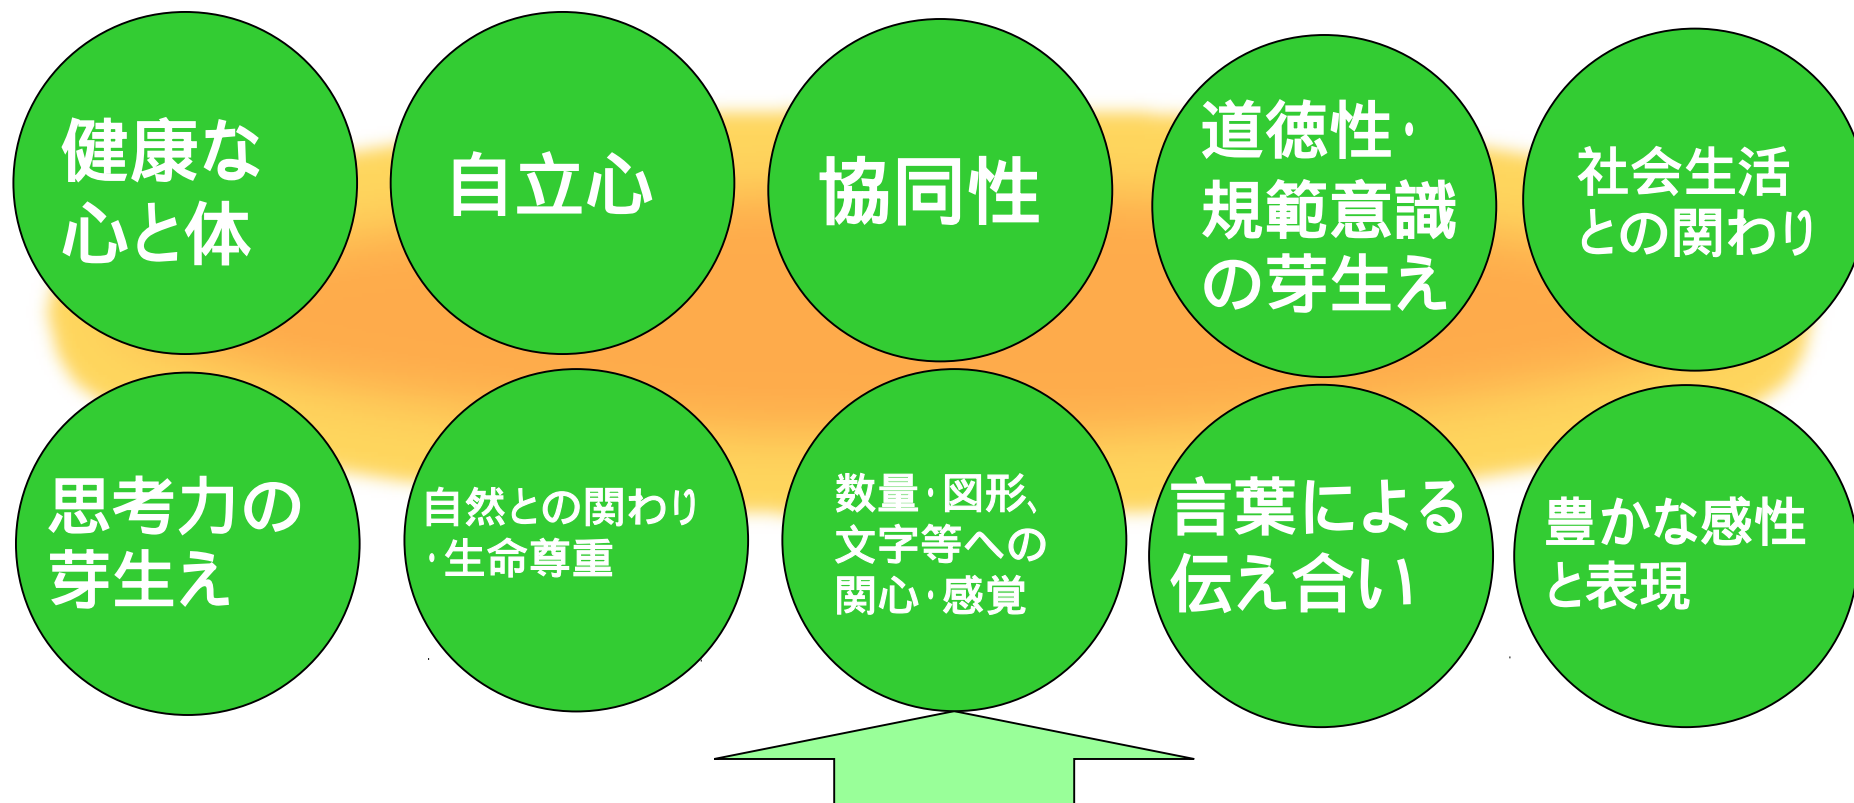 健康な
心と体
自立心
協同性
道徳性・
規範意識
の芽生え
社会生活
との関わり
思考力の
芽生え
自然との関わり
・生命尊重
数量・図形、
文字等への
関心・感覚
言葉による
伝え合い
豊かな感性
と表現